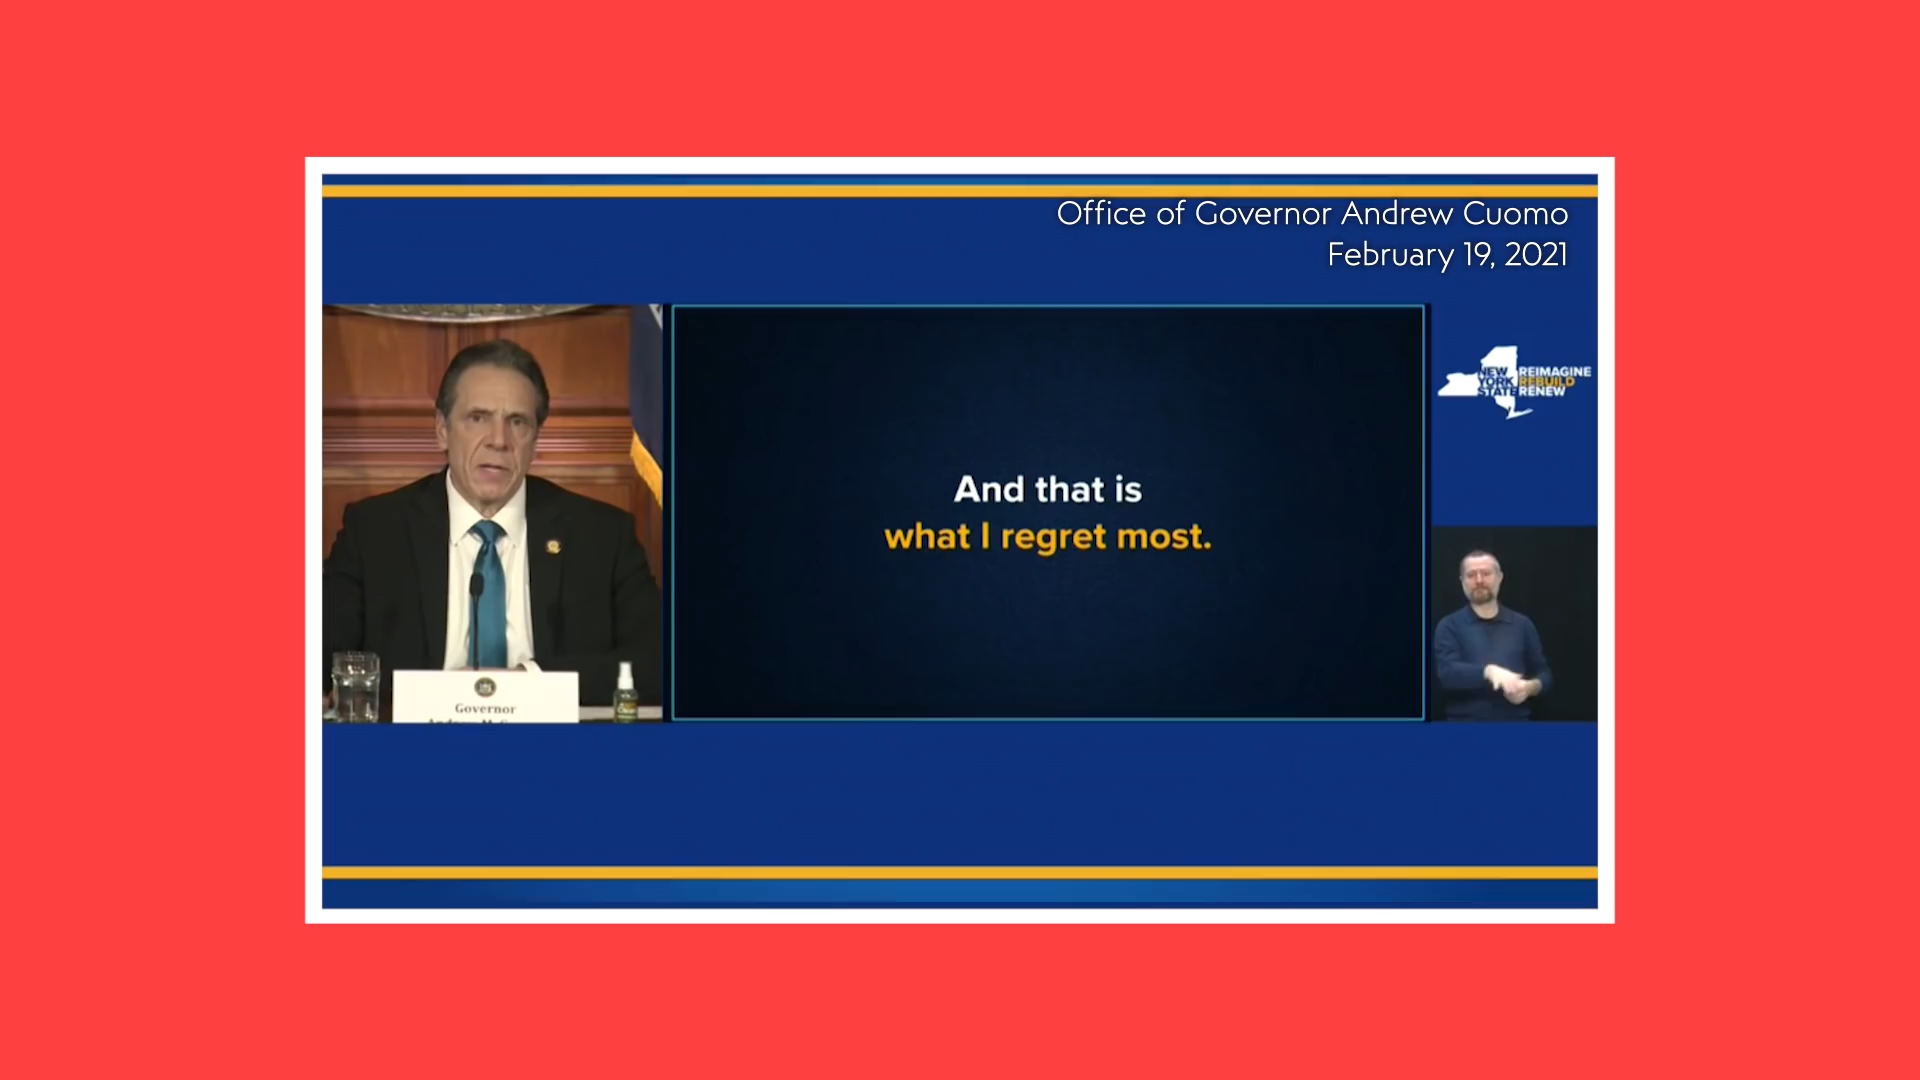 Office of Governor Andrew Cuomo
February 19, 2021
And that is
what I regret most.
NEW YORK STATE
REIMAGINE
REBUILD
RENEW
Governor